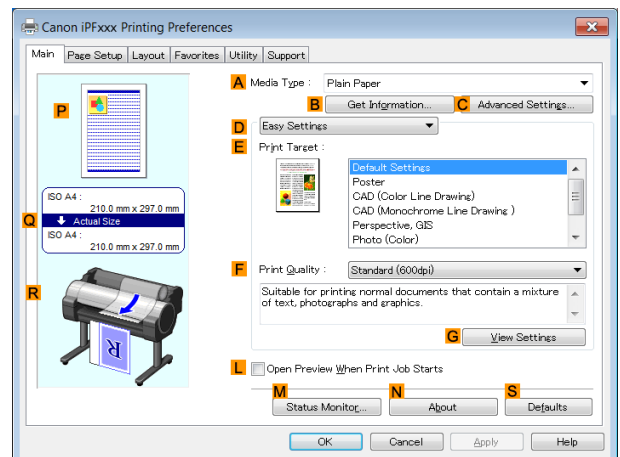 Canon iPFxxx Printing Preferences
Main Page Setup Layout Favorites Utility Support
A Media Type : Plain Paper
B Get Information... C Advanced Settings...
D Easy Settings
E Print Target :
P
Default Settings
Poster
CAD (Color Line Drawing)
CAD (Monochrome Line Drawing )
Perspective, GIS
Photo (Color)
ISO A4 :
210.0 mm x 297.0 mm
Q Actual Size
ISO A4 :
210.0 mm x 297.0 mm
F Print Quality : Standard (600dpi)
Suitable for printing normal documents that contain a mixture
of text, photographs and graphics.
R
R
G View Settings
L Open Preview When Print Job Starts
M N S
Status Monitor... About Defaults
OK Cancel Apply Help